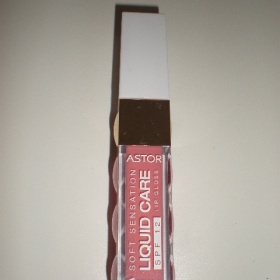 ASTOR
SOFT SENSATION
LIQUID CARE
LIP GLOSS
SPF 12